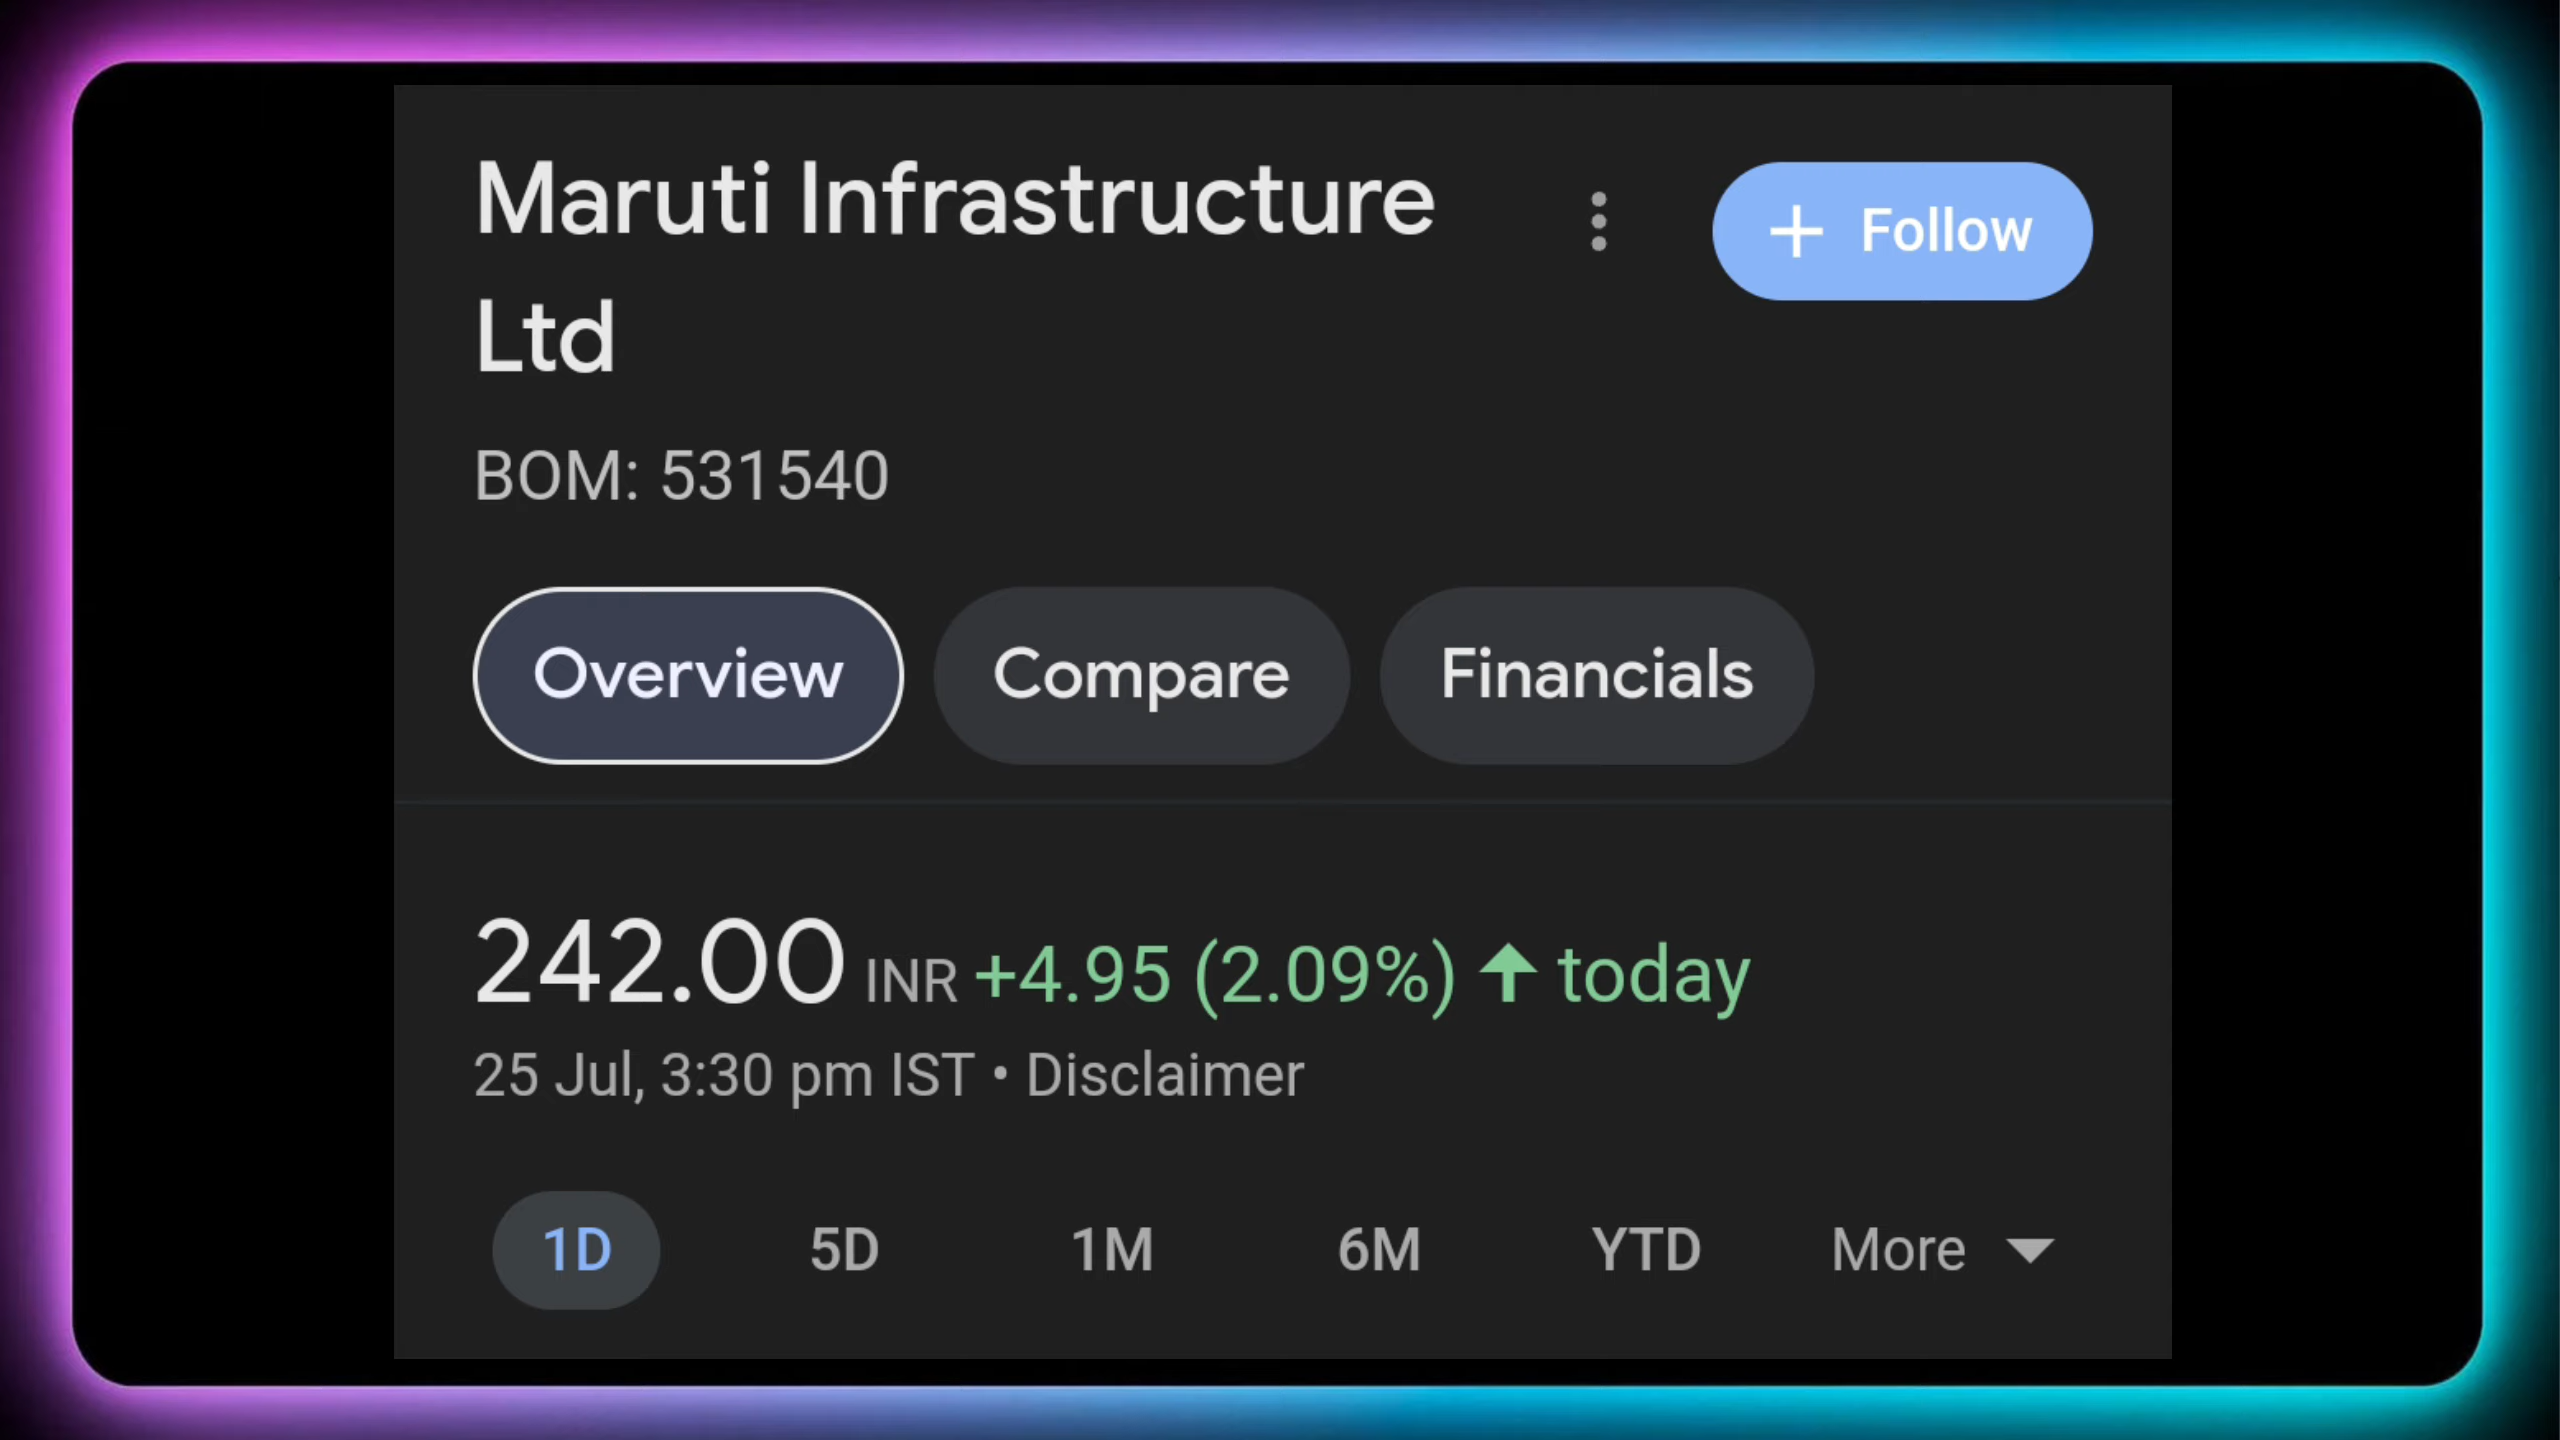 Maruti Infrastructure
Ltd
+ Follow
BOM: 531540
Overview Compare Financials
242.00 INR +4.95 (2.09%) ↑ today
25 Jul, 3:30 pm IST • Disclaimer
1D 5D 1M 6M YTD More